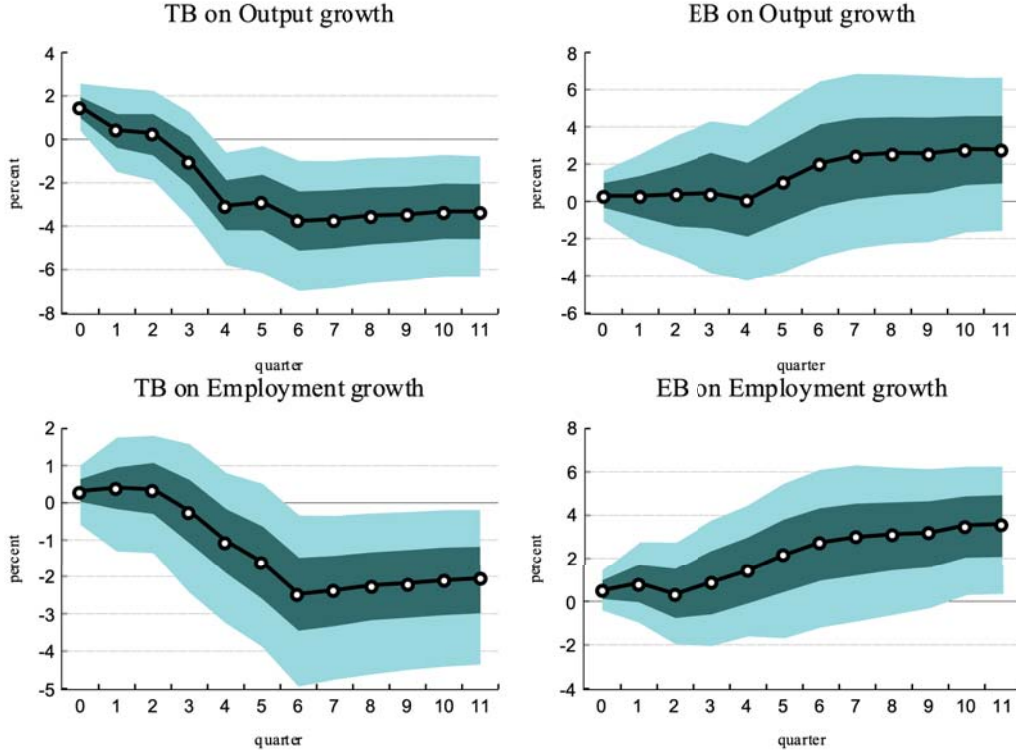 TB on Output growth
4
2
0
-2
-4
-6
-8
percent
0 1 2 3 4 5 6 7 8 9 10 11
quarter
EB on Output growth
8
6
4
2
0
-2
-4
-6
percent
0 1 2 3 4 5 6 7 8 9 10 11
quarter
TB on Employment growth
2
1
0
-1
-2
-3
-4
-5
percent
0 1 2 3 4 5 6 7 8 9 10 11
quarter
EB on Employment growth
8
6
4
2
0
-2
-4
percent
0 1 2 3 4 5 6 7 8 9 10 11
quarter